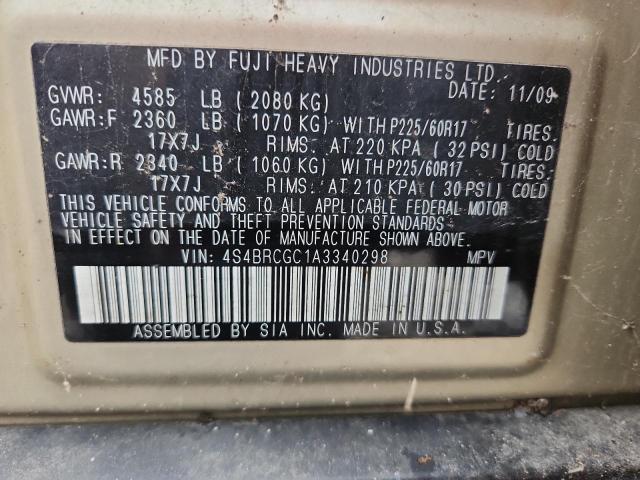 MFD BY FUJI HEAVY INDUSTRIES LTD.
GVWR: 4585 LB ( 2080 KG) DATE: 11/09
GAWR:F 2360 LB ( 1070 KG) WITH P225/60R17 TIRES.
17X7J RIMS. AT 220 KPA ( 32 PSI) COLD
GAWR:R 2340 LB ( 1060 KG) WITH P225/60R17 TIRES.
17X7J RIMS. AT 210 KPA ( 30 PSI) COLD
THIS VEHICLE CONFORMS TO ALL APPLICABLE FEDERAL MOTOR
VEHICLE SAFETY AND THEFT PREVENTION STANDARDS
IN EFFECT ON THE DATE OF MANUFACTURE SHOWN ABOVE.
VIN: 4S4BRCGC1A3340298 MPV
ASSEMBLED BY SIA INC. MADE IN U.S.A.